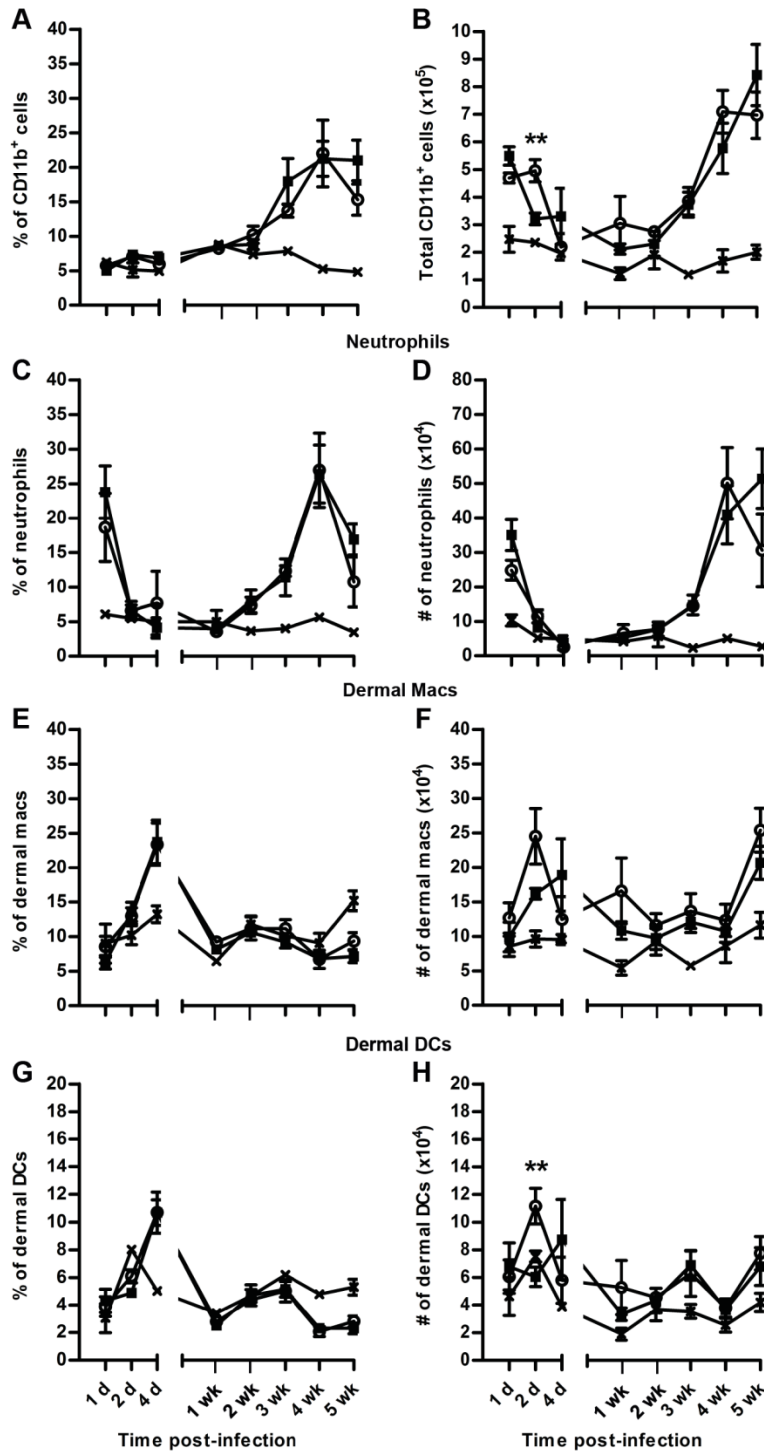 A
B
% of CD11b⁺ cells
40
35
30
25
20
15
10
5
0
Total CD11b⁺ cells (x10⁵)
10
9
8
7
6
5
4
3
2
1
0
**
Neutrophils
C
D
% of neutrophils
40
35
30
25
20
15
10
5
0
# of neutrophils (x10⁴)
80
70
60
50
40
30
20
10
0
Dermal Macs
E
F
% of dermal macs
40
35
30
25
20
15
10
5
0
# of dermal macs (x10⁴)
40
35
30
25
20
15
10
5
0
Dermal DCs
G
H
% of dermal DCs
20
18
16
14
12
10
8
6
4
2
0
# of dermal DCs (x10⁴)
20
18
16
14
12
10
8
6
4
2
0
**
1 d
2 d
4 d
1 wk
2 wk
3 wk
4 wk
5 wk
1 d
2 d
4 d
1 wk
2 wk
3 wk
4 wk
5 wk
Time post-infection
Time post-infection